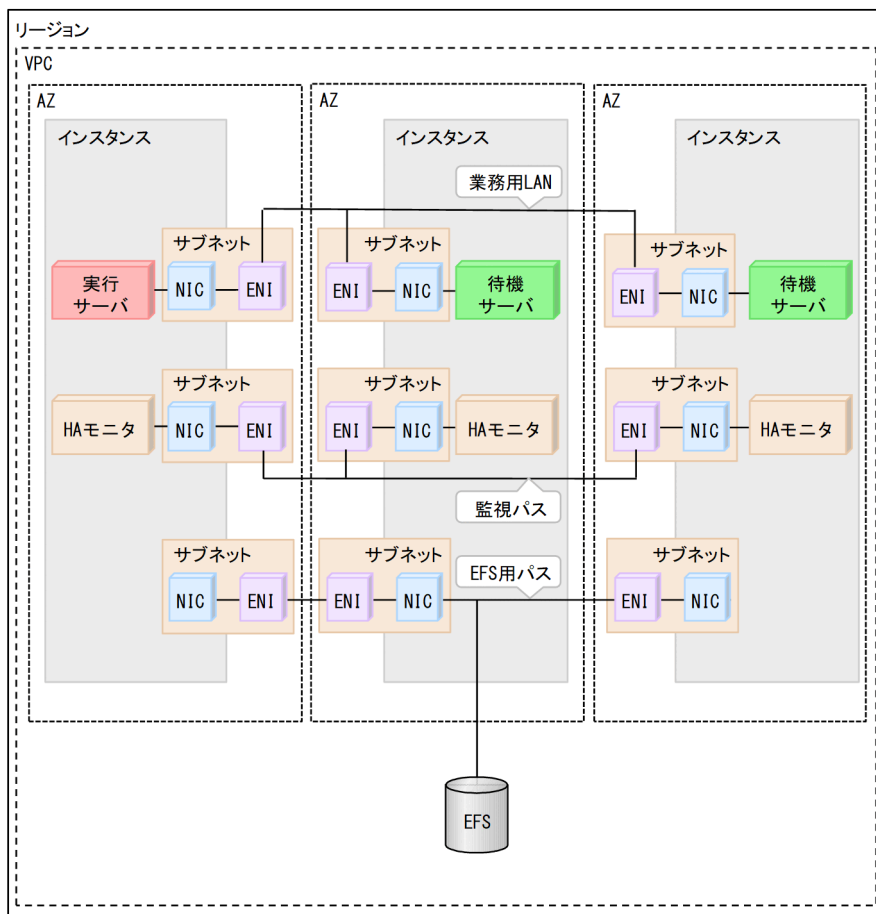 リージョン
VPC
AZ
AZ
AZ
インスタンス
インスタンス
インスタンス
業務用LAN
サブネット
サブネット
サブネット
実行
サーバ
NIC
ENI
ENI
NIC
待機
サーバ
ENI
NIC
待機
サーバ
サブネット
サブネット
サブネット
HAモニタ
NIC
ENI
ENI
NIC
HAモニタ
ENI
NIC
HAモニタ
監視パス
サブネット
サブネット
サブネット
EFS用パス
NIC
ENI
ENI
NIC
ENI
NIC
EFS